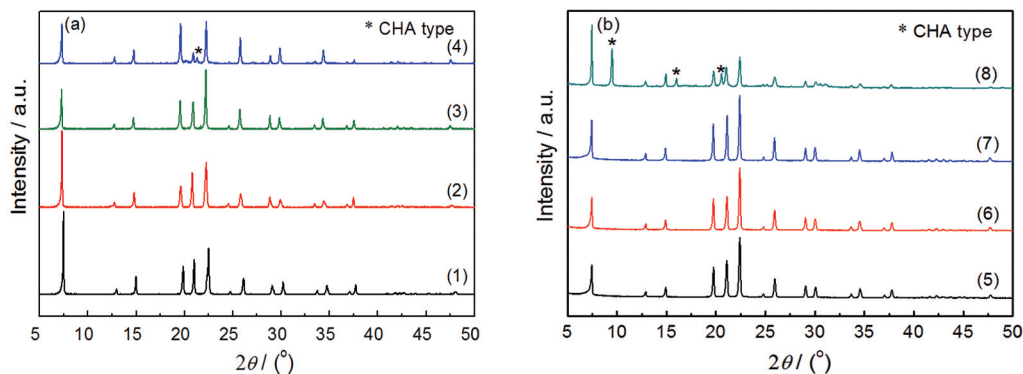 (a)
* CHA type
(4)
*
(3)
(2)
(1)
Intensity / a.u.
5 10 15 20 25 30 35 40 45 50
2θ / (°)
(b)
* CHA type
(8)
* * *
(7)
(6)
(5)
Intensity / a.u.
5 10 15 20 25 30 35 40 45 50
2θ / (°)